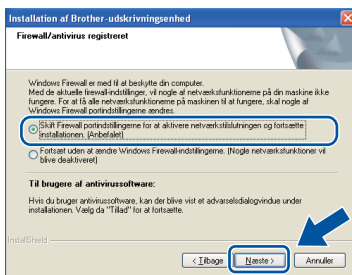 Installation af Brother-udskrivningsenhed
Firewall/antivirus registreret
Windows Firewall er med til at beskytte din computer.
Med de aktuelle firewall-indstillinger, vil nogle af netværksfunktionerne på din maskine ikke
fungere. For at få alle netværksfunktionerne på maskinen til at fungere, skal nogle af
Windows Firewall portindstillingerne ændres.
Skift Firewall portindstillingerne for at aktivere netværkstilslutningen og fortsætte
installationen. (Anbefalet)
Fortsæt uden at ændre Windows Firewall-indstillingerne. (Nogle netværksfunktioner vil
blive deaktiveret)
Til brugere af antivirussoftware:
Hvis du bruger antivirussoftware, kan der blive vist et advarselsdialogvindue under
installationen. Vælg da "Tillad" for at fortsætte.
InstallShield
< Tilbage
Næste >
Annuller